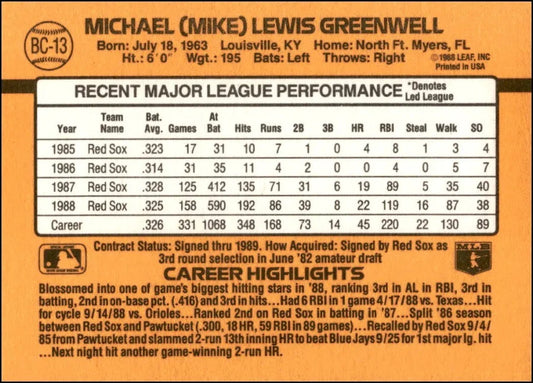 BC-13
MICHAEL (MIKE) LEWIS GREENWELL
Born: July 18, 1963 Louisville, KY Home: North Ft. Myers, FL
Ht.: 6'0" Wgt.: 195 Bats: Left Throws: Right
©1988 LEAF, INC
Printed in USA
RECENT MAJOR LEAGUE PERFORMANCE *Denotes Led League
Year Team Name Bat. Avg. Games At Bat Hits Runs 2B 3B HR RBI Steal Walk SO
1985 Red Sox .323 17 31 10 7 1 0 4 8 1 3 4
1986 Red Sox .314 31 35 11 4 2 0 0 4 0 5 7
1987 Red Sox .328 125 412 135 71 31 6 19 89 5 35 40
1988 Red Sox .325 158 590 192 86 39 8 22 119 16 87 38
Career .326 331 1068 348 168 73 14 45 220 22 130 89
Contract Status: Signed thru 1989. How Acquired: Signed by Red Sox as
3rd round selection in June '82 amateur draft
MLB
CAREER HIGHLIGHTS
Blossomed into one of game's biggest hitting stars in '88, ranking 3rd in AL in RBI, 3rd in
batting, 2nd in on-base pct. (.416) and 3rd in hits...Had 6 RBI in 1 game 4/17/88 vs. Texas...Hit
for cycle 9/14/88 vs. Orioles...Ranked 2nd on Red Sox in batting in '87...Split '86 season
between Red Sox and Pawtucket (.300, 18 HR, 59 RBI in 89 games)...Recalled by Red Sox 9/4/
85 from Pawtucket and slammed 2-run 13th inning HR to beat Blue Jays 9/25 for 1st major lg. hit
...Next night hit another game-winning 2-run HR.